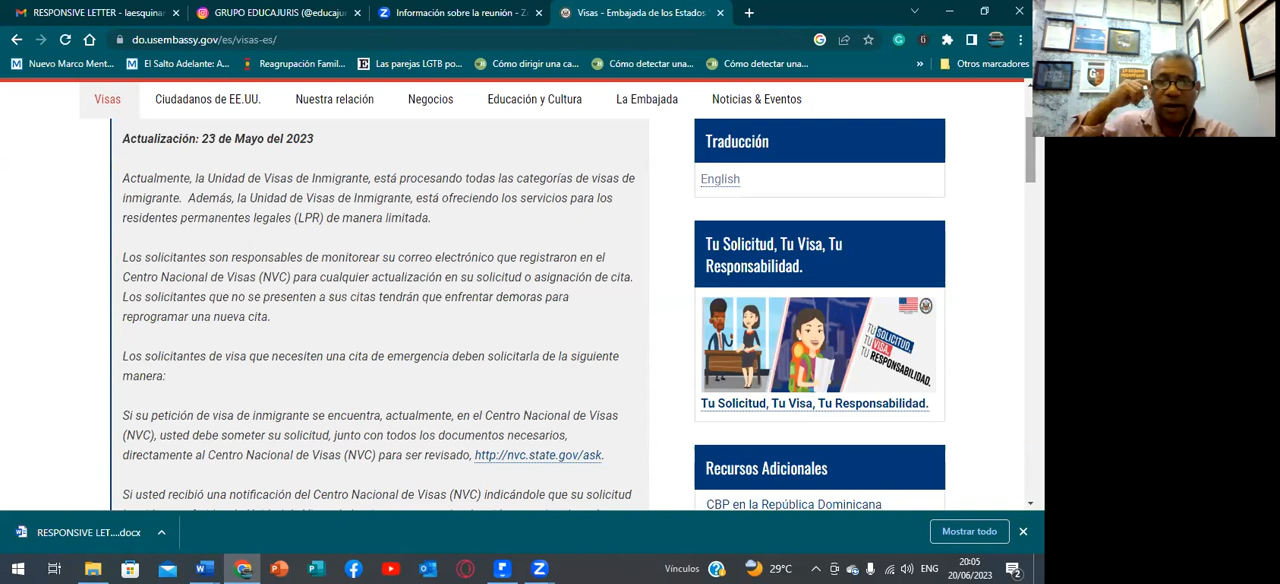 RESPONSIVE LETTER - laesquina
GRUPO EDUCAJURIS (@educaj
Información sobre la reunión - Z
Visas - Embajada de los Estados
do.usembassy.gov/es/visas-es/
Nuevo Marco Ment...
El Salto Adelante: A...
Reagrupación Famil...
Las parejas LGTB po...
Cómo dirigir una ca...
Cómo detectar una...
Cómo detectar una...
»
Otros marcadores
Visas
Ciudadanos de EE.UU.
Nuestra relación
Negocios
Educación y Cultura
La Embajada
Noticias & Eventos
Actualización: 23 de Mayo del 2023
Actualmente, la Unidad de Visas de Inmigrante, está procesando todas las categorías de visas de
inmigrante. Además, la Unidad de Visas de Inmigrante, está ofreciendo los servicios para los
residentes permanentes legales (LPR) de manera limitada.
Los solicitantes son responsables de monitorear su correo electrónico que registraron en el
Centro Nacional de Visas (NVC) para cualquier actualización en su solicitud o asignación de cita.
Los solicitantes que no se presenten a sus citas tendrán que enfrentar demoras para
reprogramar una nueva cita.
Los solicitantes de visa que necesiten una cita de emergencia deben solicitarla de la siguiente
manera:
Si su petición de visa de inmigrante se encuentra, actualmente, en el Centro Nacional de Visas
(NVC), usted debe someter su solicitud, junto con todos los documentos necesarios,
directamente al Centro Nacional de Visas (NVC) para ser revisado, http://nvc.state.gov/ask.
Si usted recibió una notificación del Centro Nacional de Visas (NVC) indicándole que su solicitud
Traducción
English
Tu Solicitud, Tu Visa, Tu
Responsabilidad.
TU SOLICITUD,
TU VISA,
TU RESPONSABILIDAD.
Tu Solicitud, Tu Visa, Tu Responsabilidad.
Recursos Adicionales
CBP en la República Dominicana
RESPONSIVE LET....docx
Mostrar todo
Vínculos
29°C
ENG
20:05
20/06/2023
2